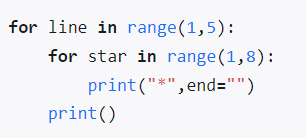 for line in range(1,5):
    for star in range(1,8):
        print("*",end="")
    print()